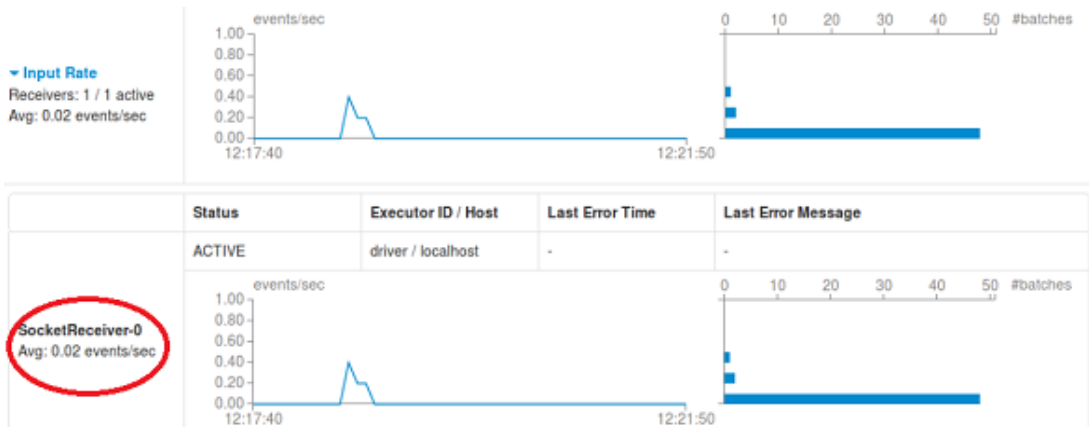 events/sec
0 10 20 30 40 50 #batches
1.00
0.80
0.60
0.40
0.20
0.00
Input Rate
Receivers: 1 / 1 active
Avg: 0.02 events/sec
12:17:40 12:21:50
Status Executor ID / Host Last Error Time Last Error Message
ACTIVE driver / localhost - -
events/sec
0 10 20 30 40 50 #batches
1.00
0.80
0.60
0.40
0.20
0.00
SocketReceiver-0
Avg: 0.02 events/sec
12:17:40 12:21:50